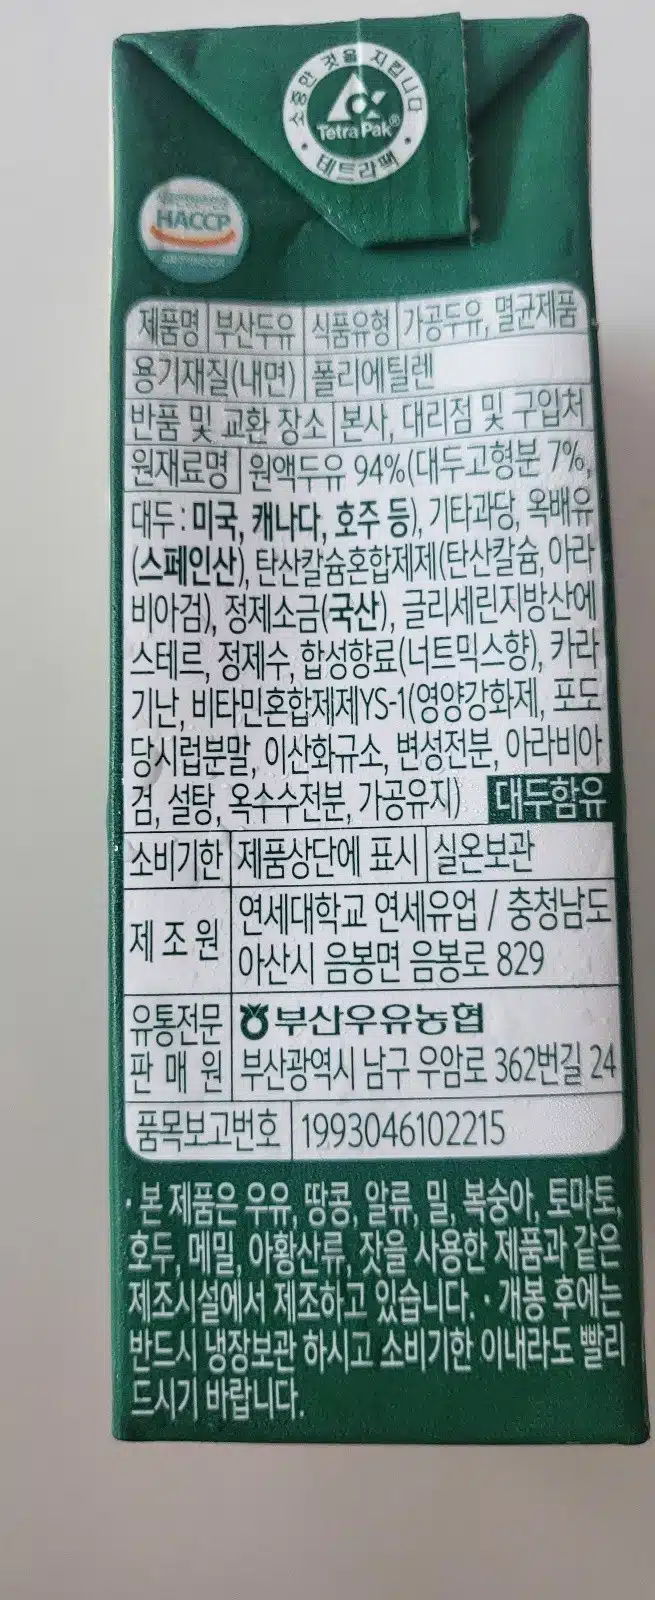 소중한 것을 지킵니다
TetraPak®
테트라팩
HACCP
제품명 부산두유 식품유형 가공두유, 멸균제품
용기재질(내면) 폴리에틸렌
반품 및 교환 장소 본사, 대리점 및 구입처
원재료명 원액두유 94%(대두고형분 7%,
대두 : 미국, 캐나다, 호주 등), 기타과당, 옥배유
(스페인산), 탄산칼슘혼합제제(탄산칼슘, 아라
비아검), 정제소금(국산), 글리세린지방산에
스테르, 정제수, 합성향료(너트믹스향), 카라
기난, 비타민혼합제제YS-1(영양강화제, 포도
당시럽분말, 이산화규소, 변성전분, 아라비아
검, 설탕, 옥수수전분, 가공유지) 대두함유
소비기한 제품상단에 표시 실온보관
제조원 연세대학교 연세유업 / 충청남도
아산시 음봉면 음봉로 829
유통전문 부산우유농협
판매원 부산광역시 남구 우암로 362번길 24
품목보고번호 1993046102215
· 본 제품은 우유, 땅콩, 알류, 밀, 복숭아, 토마토,
호두, 메밀, 아황산류, 잣을 사용한 제품과 같은
제조시설에서 제조하고 있습니다. · 개봉 후에는
반드시 냉장보관 하시고 소비기한 이내라도 빨리
드시기 바랍니다.